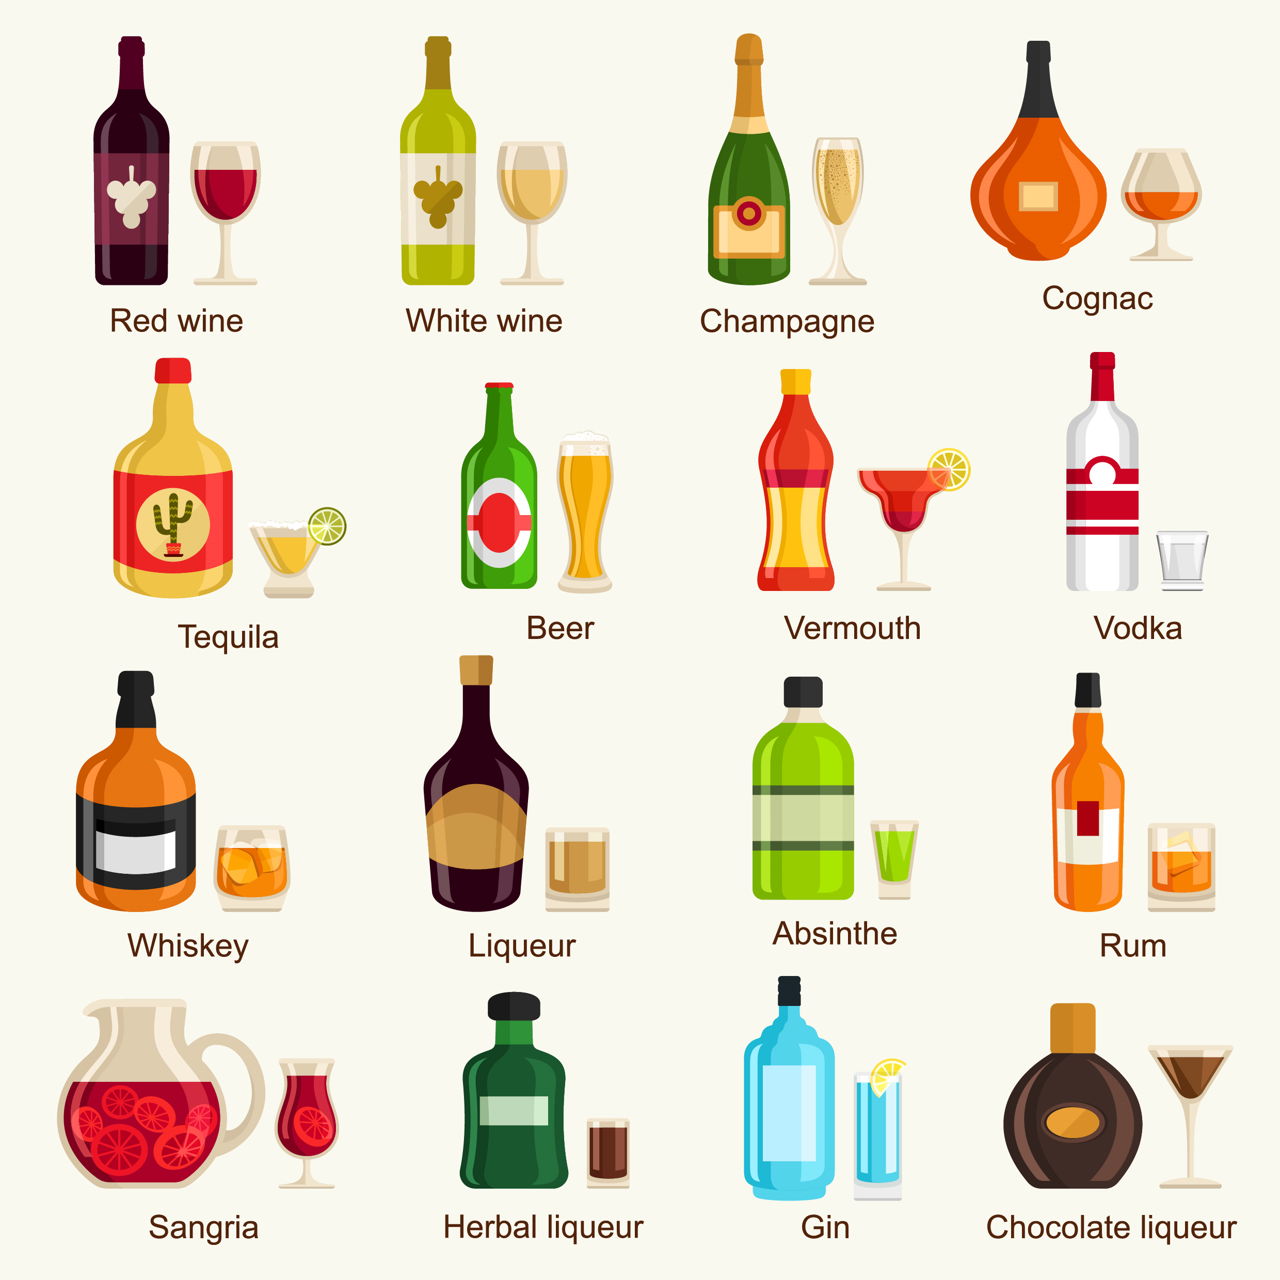 Red wine
White wine
Champagne
Cognac
Tequila
Beer
Vermouth
Vodka
Whiskey
Liqueur
Absinthe
Rum
Sangria
Herbal liqueur
Gin
Chocolate liqueur